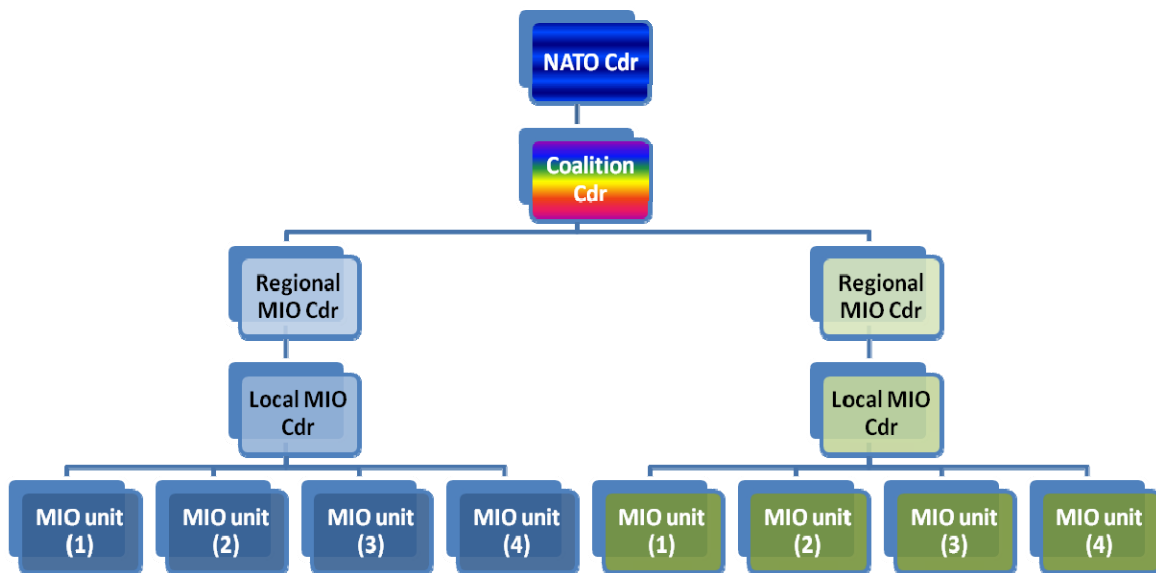 NATO Cdr
Coalition
Cdr
Regional
MIO Cdr
Regional
MIO Cdr
Local MIO
Cdr
Local MIO
Cdr
MIO unit
(1)
MIO unit
(2)
MIO unit
(3)
MIO unit
(4)
MIO unit
(1)
MIO unit
(2)
MIO unit
(3)
MIO unit
(4)